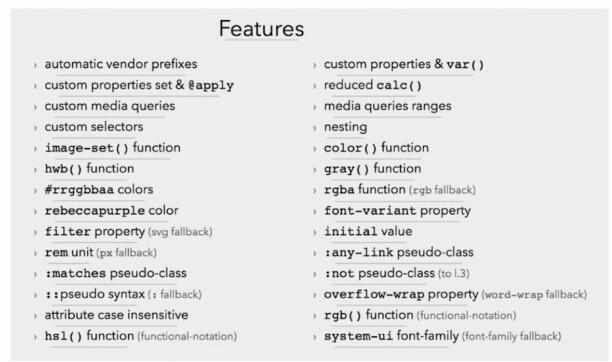 Features
› automatic vendor prefixes
› custom properties set & @apply
› custom media queries
› custom selectors
› image-set() function
› hwb() function
› #rrggbbaa colors
› rebeccapurple color
› filter property (svg fallback)
› rem unit (px fallback)
› :matches pseudo-class
› ::pseudo syntax (: fallback)
› attribute case insensitive
› hsl() function (functional-notation)
› custom properties & var()
› reduced calc()
› media queries ranges
› nesting
› color() function
› gray() function
› rgba function (rgb fallback)
› font-variant property
› initial value
› :any-link pseudo-class
› :not pseudo-class (to l.3)
› overflow-wrap property (word-wrap fallback)
› rgb() function (functional-notation)
› system-ui font-family (font-family fallback)